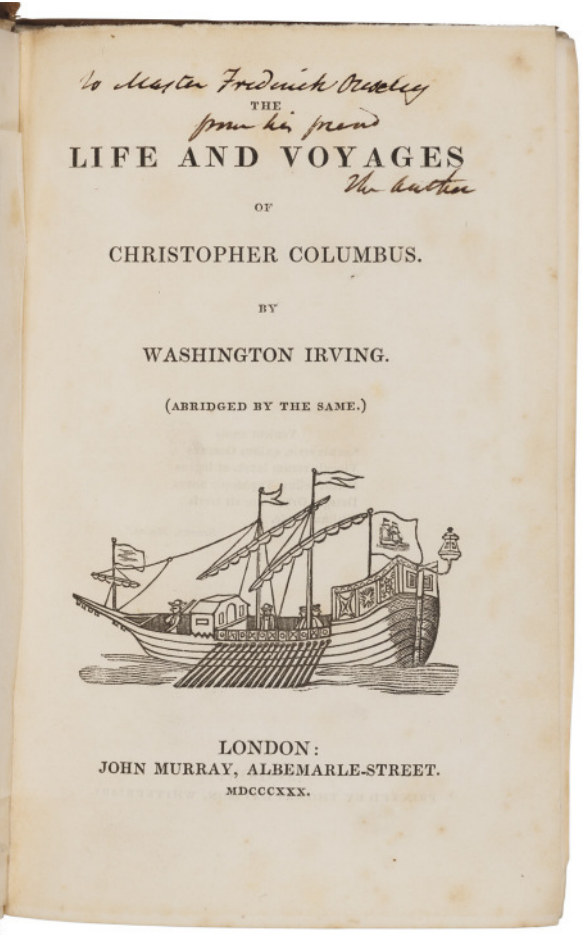 to Master Frederick Ouseley
THE
from his friend
LIFE AND VOYAGES
The author
OF
CHRISTOPHER COLUMBUS.
BY
WASHINGTON IRVING.
(ABRIDGED BY THE SAME.)
LONDON:
JOHN MURRAY, ALBEMARLE-STREET.
MDCCCXXX.